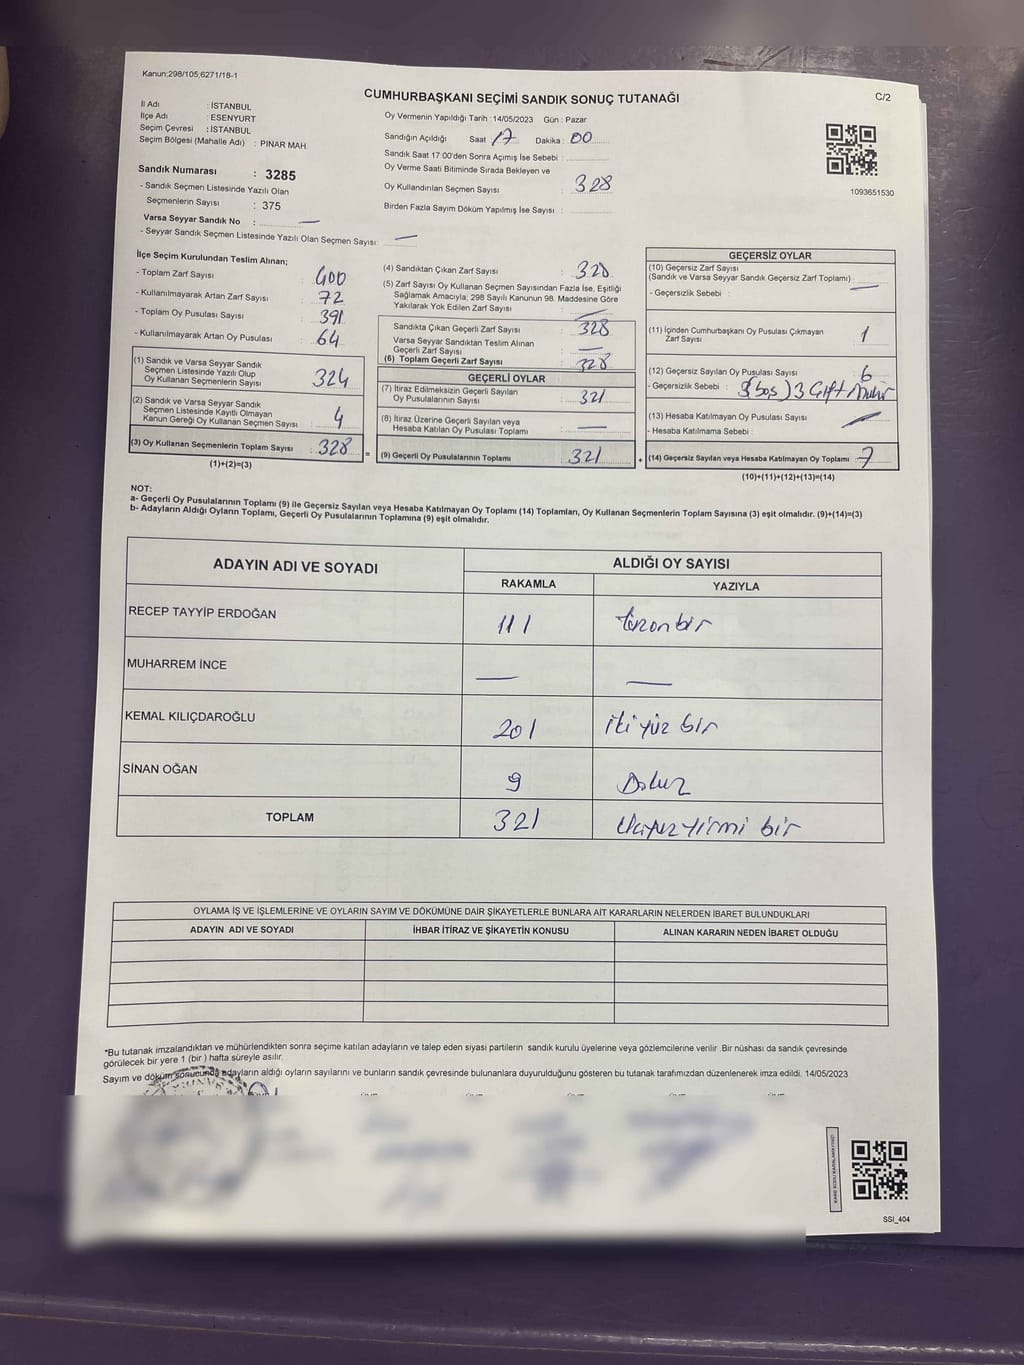 Kanun;298/105,6271/18-1
CUMHURBAŞKANI SEÇİMİ SANDIK SONUÇ TUTANAĞI
C/2
İl Adı : İSTANBUL
İlçe Adı : ESENYURT
Seçim Çevresi : İSTANBUL
Seçim Bölgesi (Mahalle Adı) : PINAR MAH.
Sandık Numarası : 3285
- Sandık Seçmen Listesinde Yazılı Olan
Seçmenlerin Sayısı : 375
Varsa Seyyar Sandık No : —
- Seyyar Sandık Seçmen Listesinde Yazılı Olan Seçmen Sayısı: —
Oy Vermenin Yapıldığı Tarih :14/05/2023 Gün : Pazar
Sandığın Açıldığı Saat 17 Dakika : 00
Sandık Saat 17.00'den Sonra Açımış İse Sebebi :
Oy Verme Saati Bitiminde Sırada Bekleyen ve
Oy Kullandırılan Seçmen Sayısı : 328
Birden Fazla Sayım Döküm Yapılmış İse Sayısı :
1093651530
İlçe Seçim Kurulundan Teslim Alınan;
- Toplam Zarf Sayısı : 400
- Kullanılmayarak Artan Zarf Sayısı : 72
- Toplam Oy Pusulası Sayısı : 391
- Kullanılmayarak Artan Oy Pusulası : 64
(1) Sandık ve Varsa Seyyar Sandık
Seçmen Listesinde Yazılı Olup
Oy Kullanan Seçmenlerin Sayısı : 324
(2) Sandık ve Varsa Seyyar Sandık
Seçmen Listesinde Kayıtlı Olmayan
Kanun Gereği Oy Kullanan Seçmen Sayısı : 4
(3) Oy Kullanan Seçmenlerin Toplam Sayısı : 328 =
(1)+(2)=(3)
(4) Sandıktan Çıkan Zarf Sayısı : 328
(5) Zarf Sayısı Oy Kullanan Seçmen Sayısından Fazla İse, Eşitliği
Sağlamak Amacıyla; 298 Sayılı Kanunun 98. Maddesine Göre
Yakılarak Yok Edilen Zarf Sayısı : —
Sandıkta Çıkan Geçerli Zarf Sayısı : 328
Varsa Seyyar Sandıktan Teslim Alınan
Geçerli Zarf Sayısı : —
(6) Toplam Geçerli Zarf Sayısı : 328
GEÇERLİ OYLAR
(7) İtiraz Edilmeksizin Geçerli Sayılan
Oy Pusulalarının Sayısı : 321
(8) İtiraz Üzerine Geçerli Sayılan veya
Hesaba Katılan Oy Pusulası Toplamı : —
(9) Geçerli Oy Pusulalarının Toplamı : 321 +
GEÇERSİZ OYLAR
(10) Geçersiz Zarf Sayısı
(Sandık ve Varsa Seyyar Sandık Geçersiz Zarf Toplamı) : —
- Geçersizlik Sebebi :
(11) İçinden Cumhurbaşkanı Oy Pusulası Çıkmayan
Zarf Sayısı : 1
(12) Geçersiz Sayılan Oy Pusulası Sayısı : 6
- Geçersizlik Sebebi : 3(boş) 3 Çift Mühür
(13) Hesaba Katılmayan Oy Pusulası Sayısı : —
- Hesaba Katılmama Sebebi :
(14) Geçersiz Sayılan veya Hesaba Katılmayan Oy Toplamı : 7
(10)+(11)+(12)+(13)=(14)
NOT:
a- Geçerli Oy Pusulalarının Toplamı (9) ile Geçersiz Sayılan veya Hesaba Katılmayan Oy Toplamı (14) Toplamları, Oy Kullanan Seçmenlerin Toplam Sayısına (3) eşit olmalıdır. (9)+(14)=(3)
b- Adayların Aldığı Oyların Toplamı, Geçerli Oy Pusulalarının Toplamına (9) eşit olmalıdır.
ADAYIN ADI VE SOYADI ALDIĞI OY SAYISI
RAKAMLA YAZIYLA
RECEP TAYYİP ERDOĞAN 111 Yüzonbir
MUHARREM İNCE — —
KEMAL KILIÇDAROĞLU 201 iki yüz bir
SİNAN OĞAN 9 Dokuz
TOPLAM 321 Üçyüzyirmi bir
OYLAMA İŞ VE İŞLEMLERİNE VE OYLARIN SAYIM VE DÖKÜMÜNE DAİR ŞİKAYETLERLE BUNLARA AİT KARARLARIN NELERDEN İBARET BULUNDUKLARI
ADAYIN ADI VE SOYADI İHBAR İTİRAZ VE ŞİKAYETİN KONUSU ALINAN KARARIN NEDEN İBARET OLDUĞU
*Bu tutanak imzalandıktan ve mühürlendikten sonra seçime katılan adayların ve talep eden siyasi partilerin sandık kurulu üyelerine veya gözlemcilerine verilir .Bir nüshası da sandık çevresinde
görülecek bir yere 1 (bir ) hafta süreyle asılır.
Sayım ve döküm sonucunda adayların aldığı oyların sayılarını ve bunların sandık çevresinde bulunanlara duyurulduğunu gösteren bu tutanak tarafımızdan düzenlenerek imza edildi. 14/05/2023
KARE KODU KARALAMAYINIZ!
SSI_404